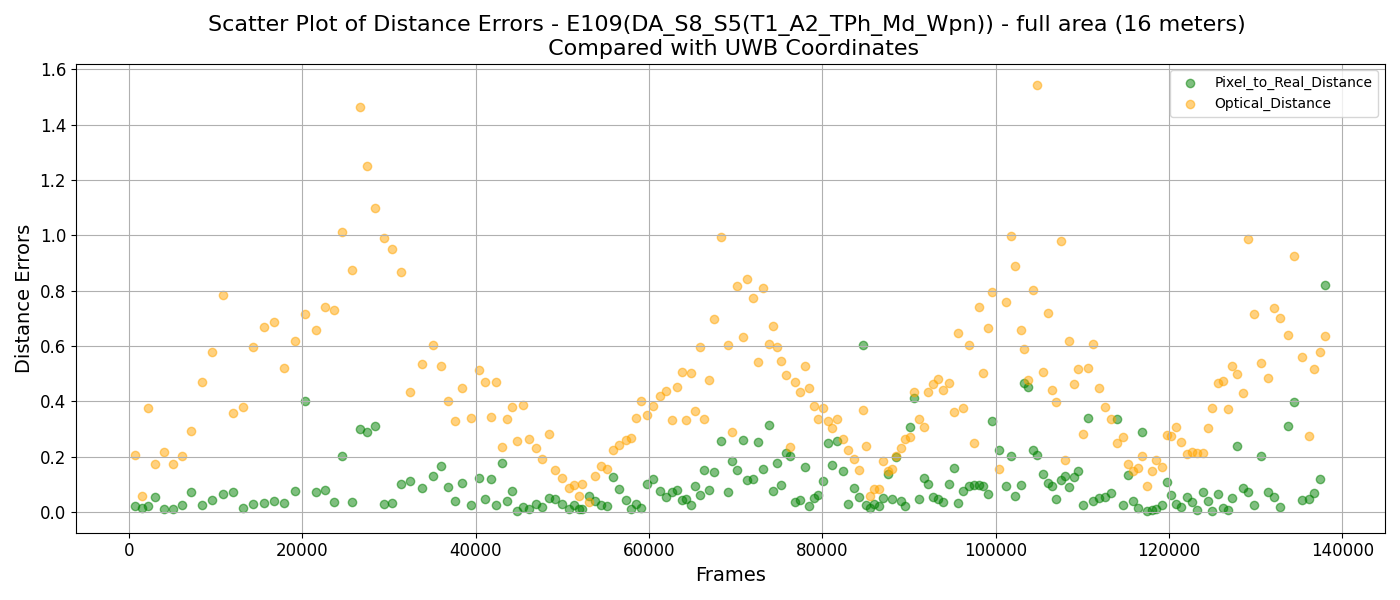 Scatter Plot of Distance Errors - E109(DA_S8_S5(T1_A2_TPh_Md_Wpn)) - full area (16 meters)
Compared with UWB Coordinates
1.6
1.4
1.2
1.0
0.8
0.6
0.4
0.2
0.0
Distance Errors
Pixel_to_Real_Distance
Optical_Distance
0 20000 40000 60000 80000 100000 120000 140000
Frames